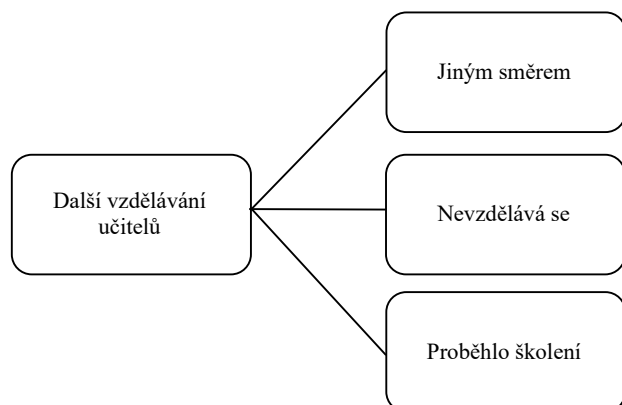 Jiným směrem
Další vzdělávání
učitelů
Nevzdělává se
Proběhlo školení